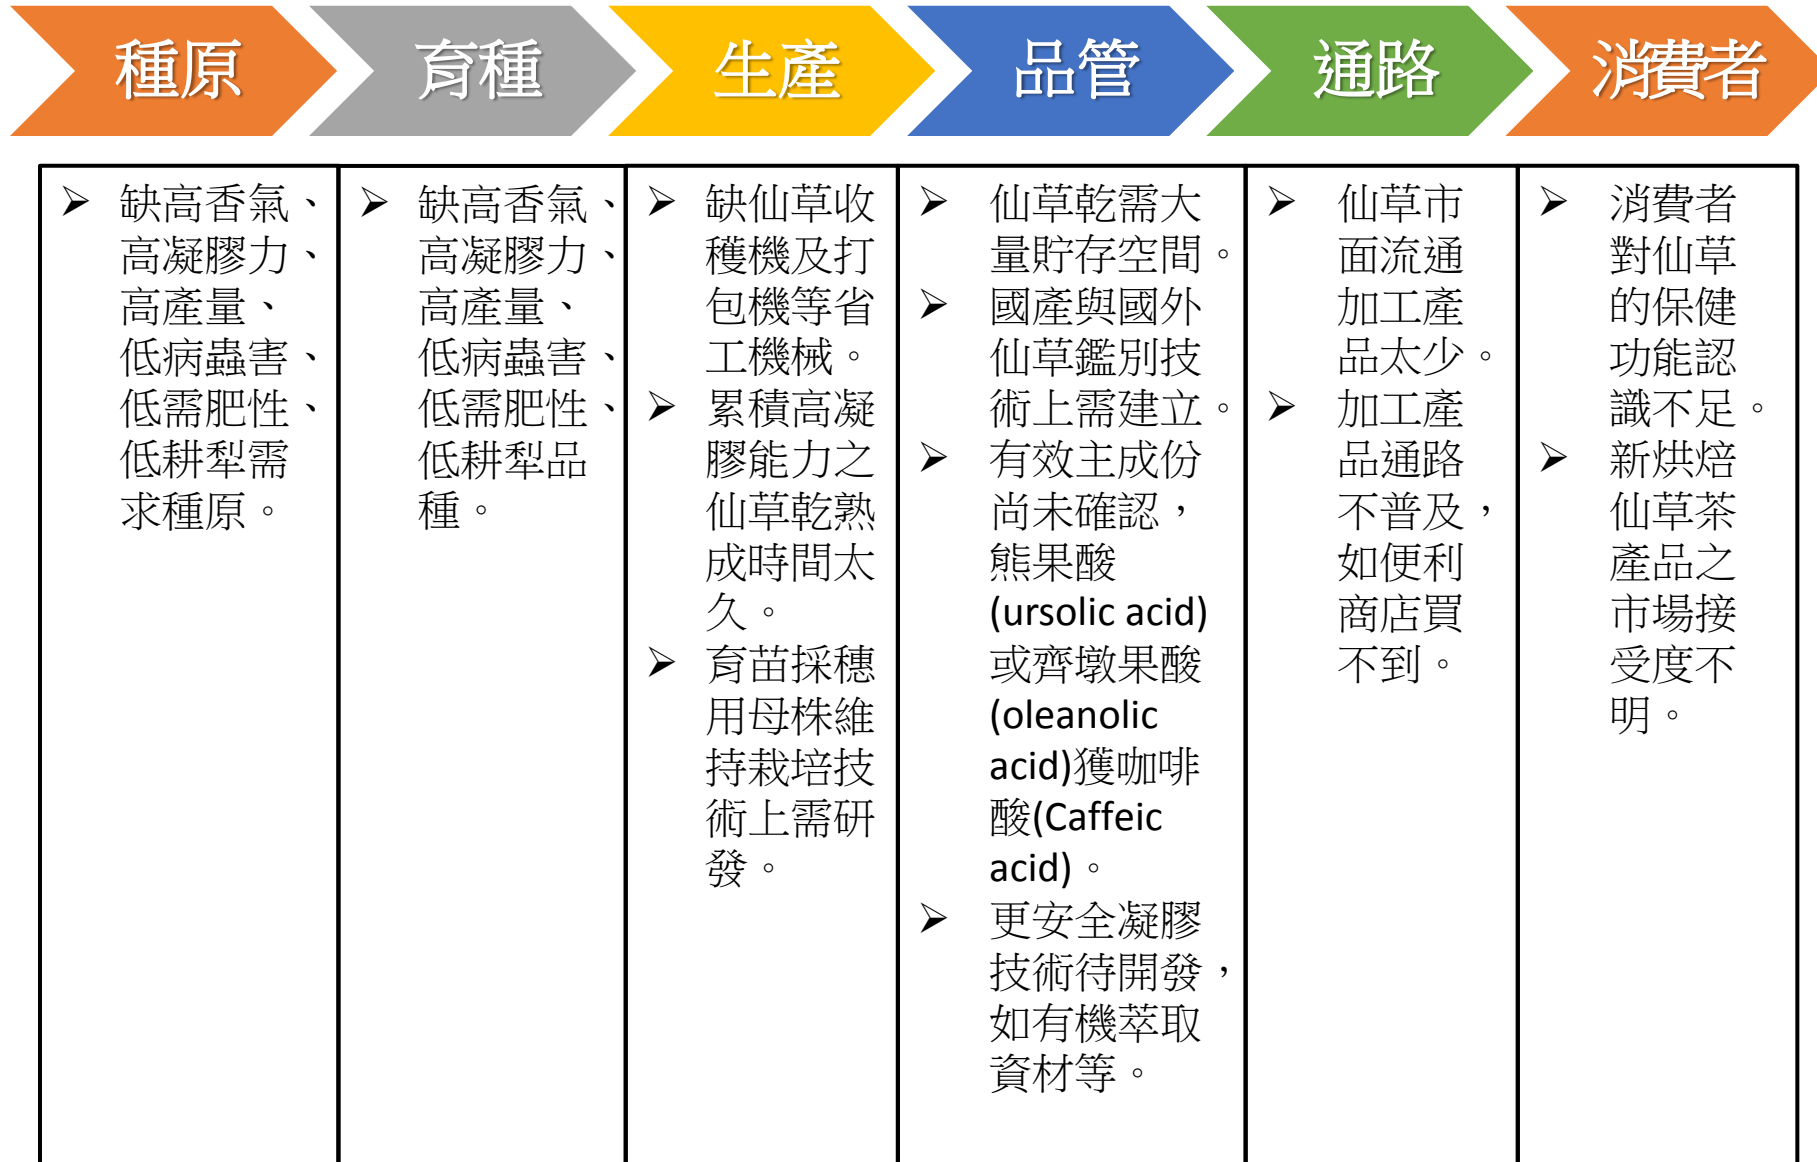 種原
育種
生產
品管
通路
消費者
➢ 缺高香氣、
高凝膠力、
高產量、
低病蟲害、
低需肥性、
低耕犁需
求種原。
➢ 缺高香氣、
高凝膠力、
高產量、
低病蟲害、
低需肥性、
低耕犁品
種。
➢ 缺仙草收
穫機及打
包機等省
工機械。
➢ 累積高凝
膠能力之
仙草乾熟
成時間太
久。
➢ 育苗採穗
用母株維
持栽培技
術上需研
發。
➢ 仙草乾需大
量貯存空間。
➢ 國產與國外
仙草鑑別技
術上需建立。
➢ 有效主成份
尚未確認，
熊果酸
(ursolic acid)
或齊墩果酸
(oleanolic
acid)獲咖啡
酸(Caffeic
acid)。
➢ 更安全凝膠
技術待開發，
如有機萃取
資材等。
➢ 仙草市
面流通
加工產
品太少。
➢ 加工產
品通路
不普及，
如便利
商店買
不到。
➢ 消費者
對仙草
的保健
功能認
識不足。
➢ 新烘焙
仙草茶
產品之
市場接
受度不
明。